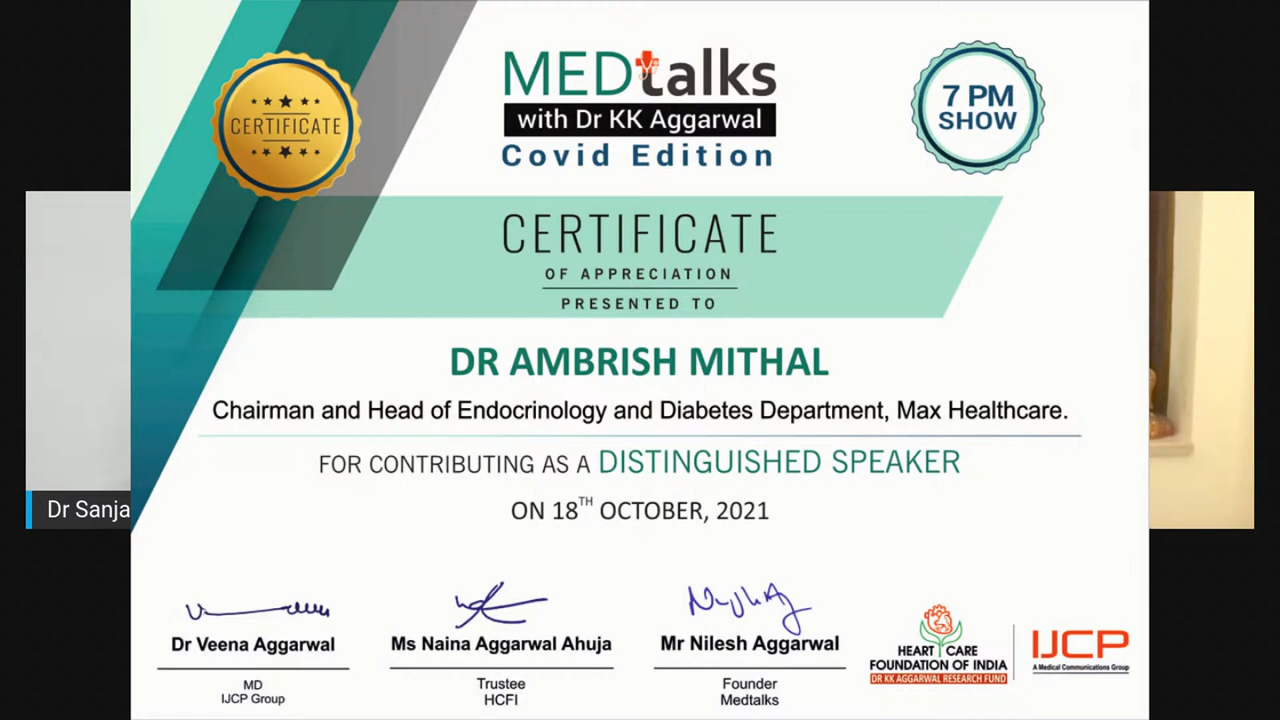 MEDtalks
with Dr KK Aggarwal
Covid Edition
CERTIFICATE
7 PM
SHOW
CERTIFICATE
OF APPRECIATION
PRESENTED TO
DR AMBRISH MITHAL
Chairman and Head of Endocrinology and Diabetes Department, Max Healthcare.
FOR CONTRIBUTING AS A DISTINGUISHED SPEAKER
ON 18TH OCTOBER, 2021
Dr Sanja
Dr Veena Aggarwal
MD
IJCP Group
Ms Naina Aggarwal Ahuja
Trustee
HCFI
Mr Nilesh Aggarwal
Founder
Medtalks
HEART CARE
FOUNDATION OF INDIA
DR KK AGGARWAL RESEARCH FUND
IJCP
A Medical Communications Group